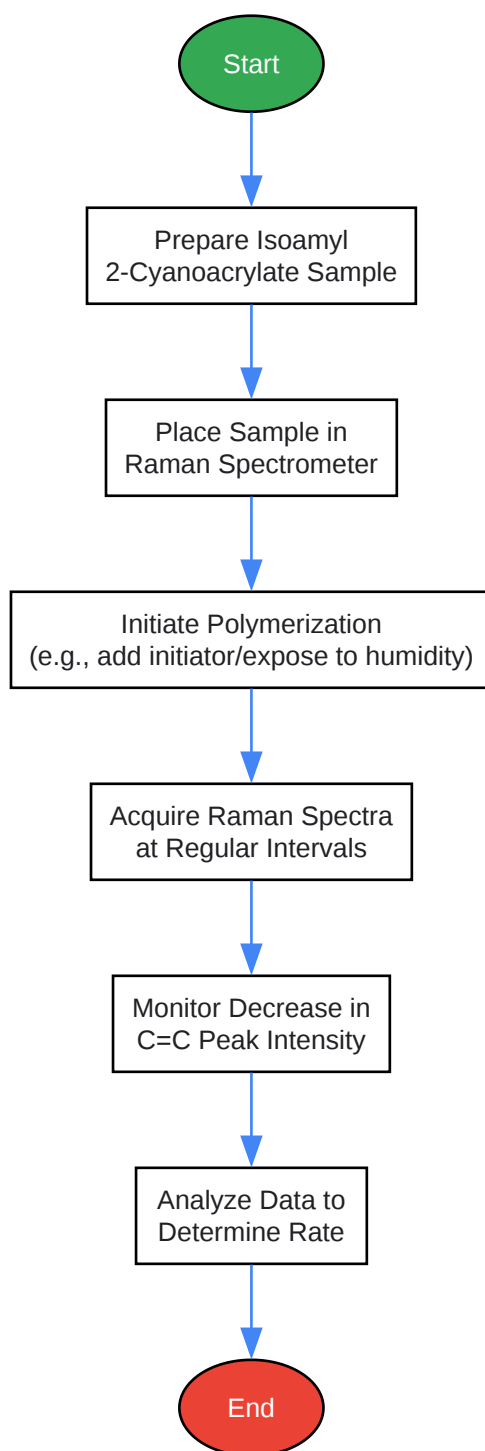 Start
Prepare Isoamyl
2-Cyanoacrylate Sample
Place Sample in
Raman Spectrometer
Initiate Polymerization
(e.g., add initiator/expose to humidity)
Acquire Raman Spectra
at Regular Intervals
Monitor Decrease in
C=C Peak Intensity
Analyze Data to
Determine Rate
End